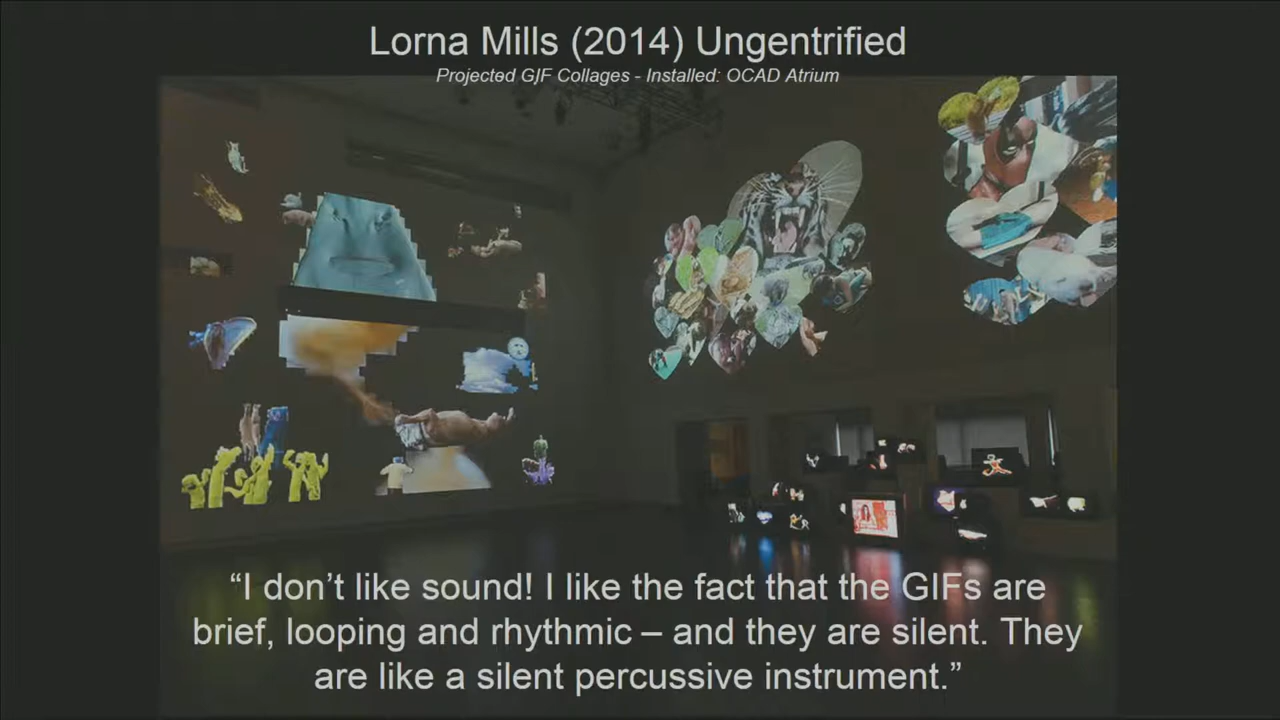 Lorna Mills (2014) Ungentrified
Projected GIF Collages - Installed: OCAD Atrium
“I don’t like sound! I like the fact that the GIFs are
brief, looping and rhythmic – and they are silent. They
are like a silent percussive instrument.”